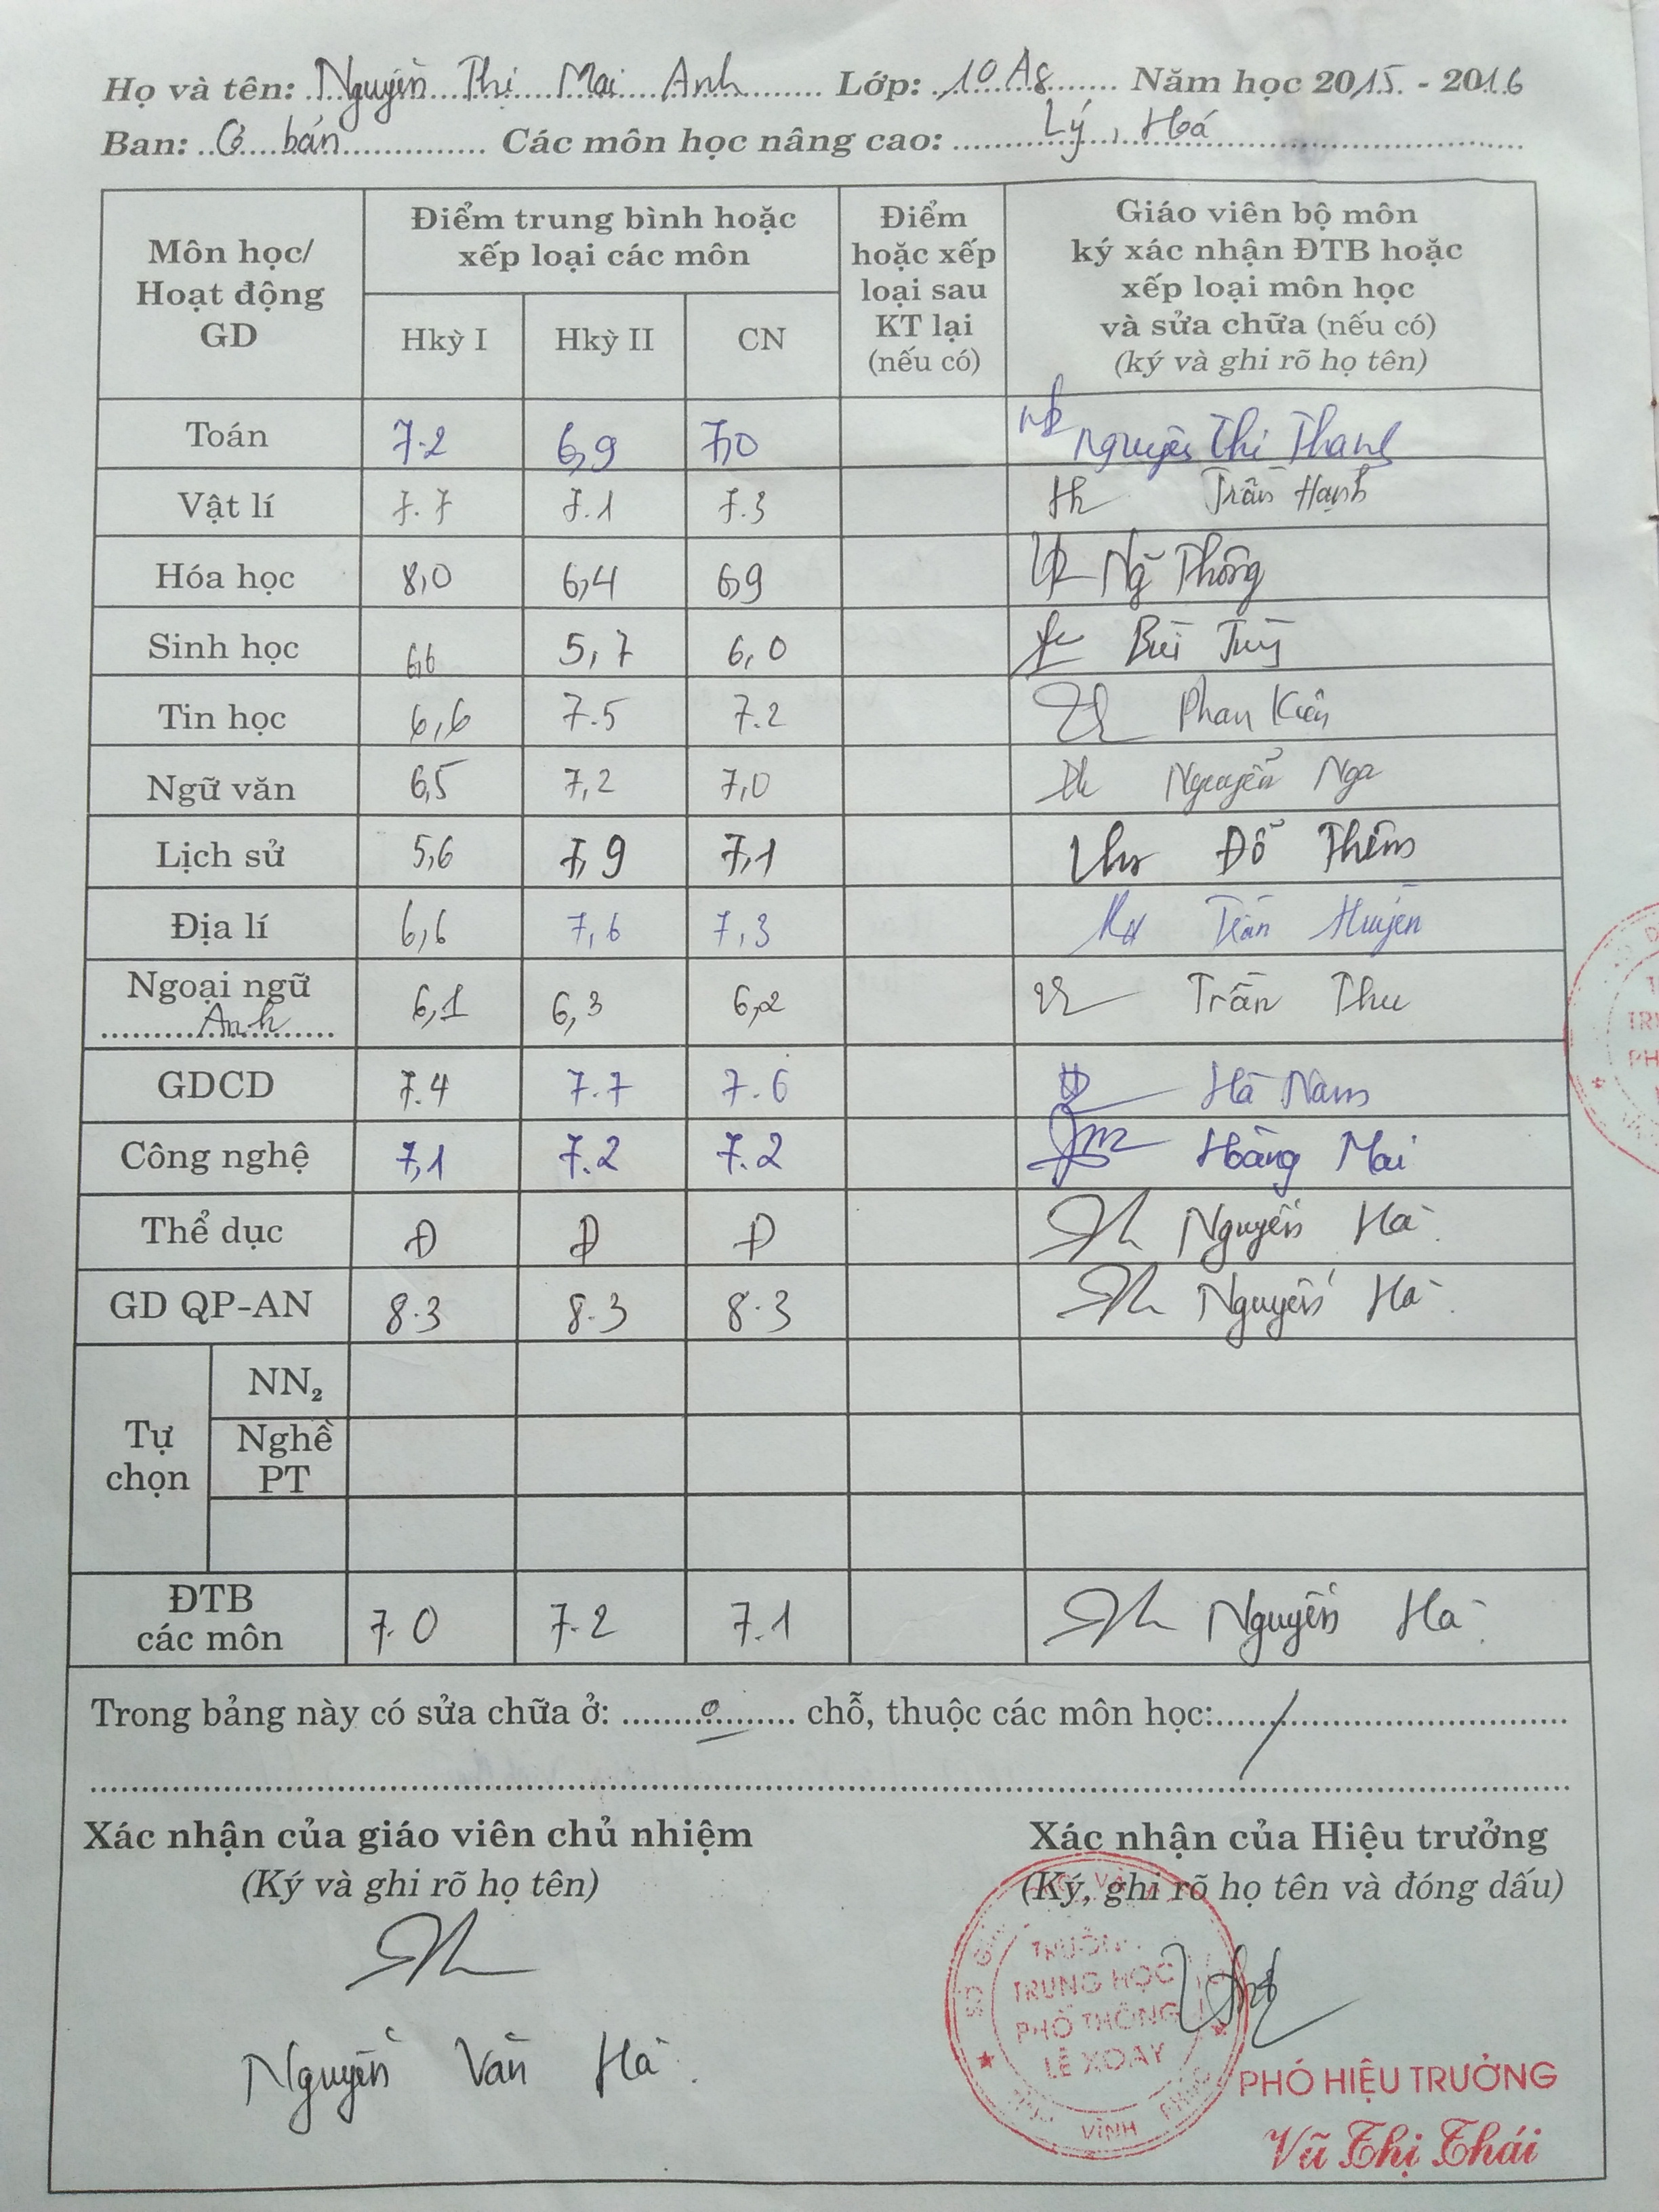 Họ và tên: Nguyễn Thị Mai Anh Lớp: 10A8 Năm học 2015 - 2016
Ban: Cơ bản Các môn học nâng cao: Lý, Hoá
Môn học/ Hoạt động GD
Điểm trung bình hoặc xếp loại các môn
Hkỳ I Hkỳ II CN
Điểm hoặc xếp loại sau KT lại (nếu có)
Giáo viên bộ môn ký xác nhận ĐTB hoặc xếp loại môn học và sửa chữa (nếu có) (ký và ghi rõ họ tên)
Toán 7.2 6,9 7,0 Nguyễn Thị Thanh
Vật lí 7.7 7.1 7.3 Trần Hạnh
Hóa học 8,0 6,4 6,9 Ng Thông
Sinh học 6,6 5,7 6,0 Bùi
Tin học 6,6 7.5 7.2 Phan Kiên
Ngữ văn 6,5 7,2 7,0 Nguyễn Nga
Lịch sử 5,6 7,9 7,1 Đỗ Thêm
Địa lí 6,6 7,6 7,3 Trần Huyền
Ngoại ngữ Anh 6,1 6,3 6,2 Trần Thu
GDCD 7.4 7.7 7.6 Hà Nam
Công nghệ 7,1 7.2 7.2 Hoàng Mai
Thể dục Đ Đ Đ Nguyễn Hà
GD QP-AN 8.3 8.3 8.3 Nguyễn Hà
Tự chọn
NN₂
Nghề PT
ĐTB các môn 7.0 7.2 7.1 Nguyễn Hà
Trong bảng này có sửa chữa ở: 0 chỗ, thuộc các môn học: /
Xác nhận của giáo viên chủ nhiệm Xác nhận của Hiệu trưởng
(Ký và ghi rõ họ tên) (Ký, ghi rõ họ tên và đóng dấu)
TRƯỜNG
TRUNG HỌC
PHỔ THÔNG
LÊ XOAY
VĨNH PHÚC
Nguyễn Văn Hà
PHÓ HIỆU TRƯỞNG
Vũ Thị Thái